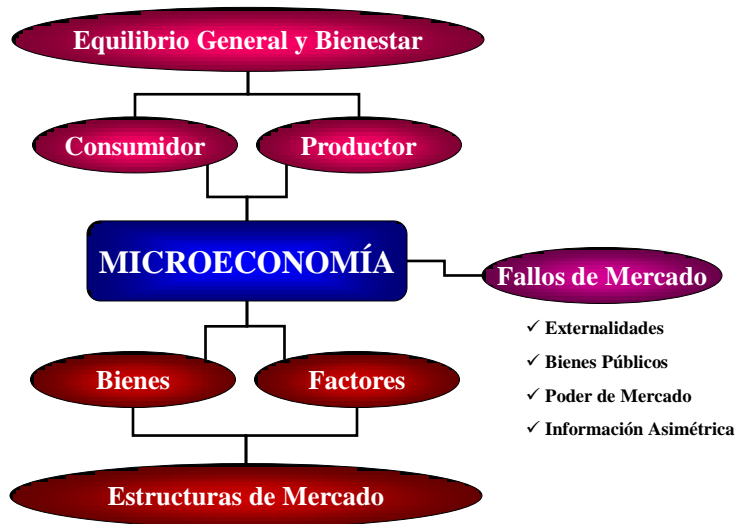 Equilibrio General y Bienestar
Consumidor
Productor
MICROECONOMÍA
Fallos de Mercado
✓ Externalidades
✓ Bienes Públicos
✓ Poder de Mercado
✓ Información Asimétrica
Bienes
Factores
Estructuras de Mercado